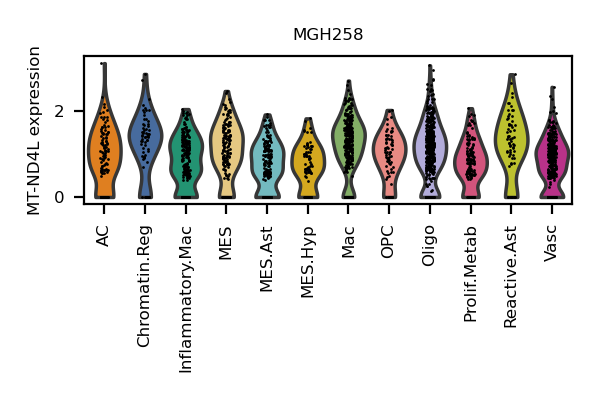 MGH258
MT-ND4L expression
2
0
AC
Chromatin.Reg
Inflammatory.Mac
MES
MES.Ast
MES.Hyp
Mac
OPC
Oligo
Prolif.Metab
Reactive.Ast
Vasc